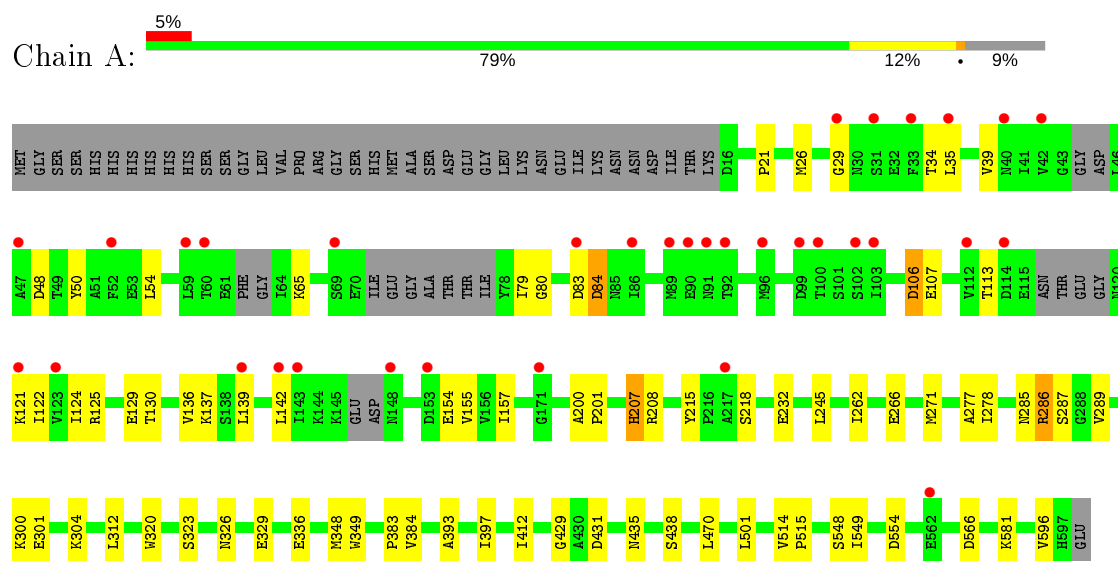 5%
Chain A:
79% 12% • 9%
MET GLY SER SER HIS HIS HIS HIS HIS HIS SER SER GLY LEU VAL PRO ARG GLY SER HIS MET ALA SER ASP GLU GLY LEU LYS ASN GLU ILE LYS ASN ASN ASP ILE THR LYS D16 P21 M26 G29 N30 S31 E32 F33 T34 L35 V39 N40 I41 V42 G43 GLY ASP L46
A47 D48 T49 Y50 A51 F52 E53 L54 L59 T60 E61 PHE GLY I64 K65 S69 E70 ILE GLU GLY ALA THR THR ILE Y78 I79 G80 D83 D84 N85 I86 M89 E90 N91 T92 M96 D99 T100 S101 S102 I103 D106 E107 V112 T113 D114 E115 ASN THR GLU GLY N120
K121 I122 V123 I124 R125 E129 T130 V136 K137 S138 L139 L142 I143 K144 K145 GLU ASP N148 D153 E154 V155 V156 I157 G171 A200 P201 H207 R208 Y215 P216 A217 S218 E232 L245 I262 E266 M271 A277 I278 N285 R286 S287 G288 V289
K300 E301 K304 L312 W320 S323 N326 E329 E336 M348 W349 P383 V384 A393 I397 I412 G429 A430 D431 N435 S438 L470 L501 V514 P515 S548 I549 D554 E562 D566 K581 V596 H597 GLU